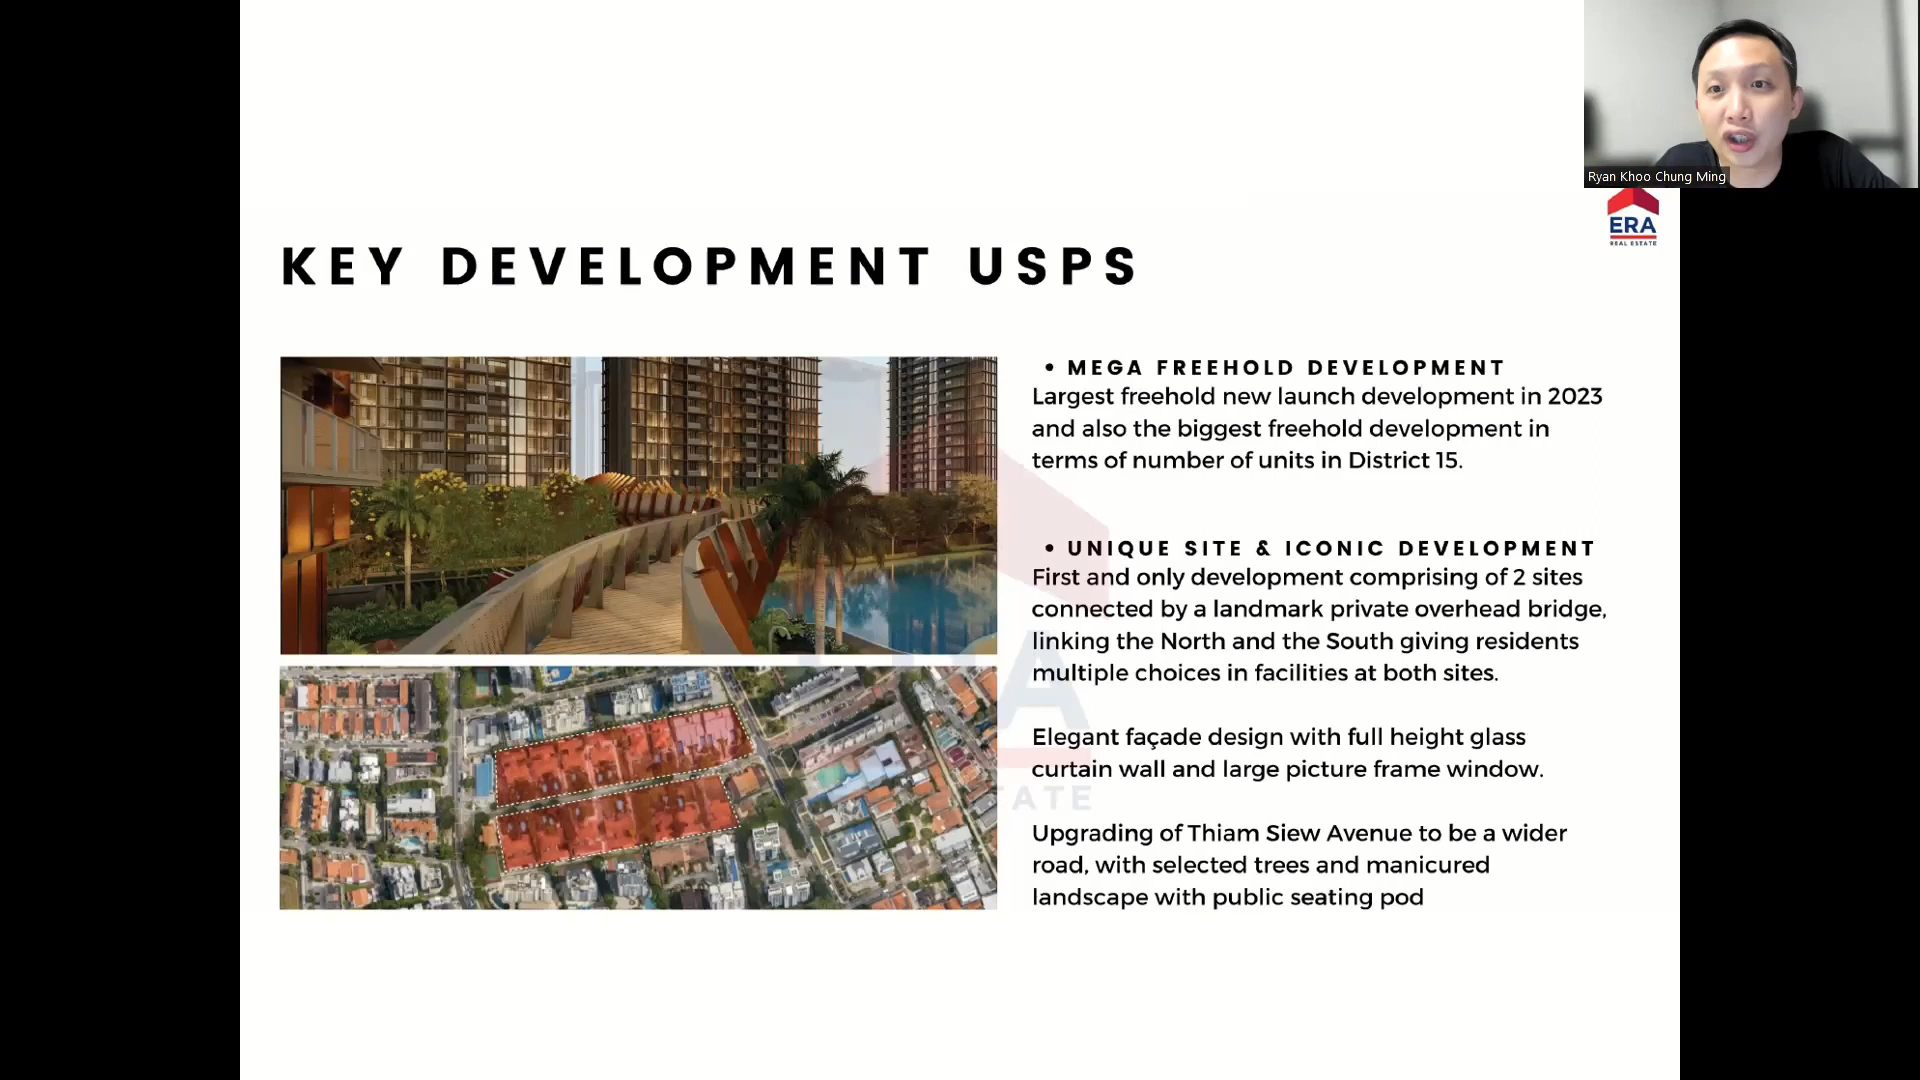 Ryan Khoo Chung Ming
ERA
REAL ESTATE
KEY DEVELOPMENT USPS
• MEGA FREEHOLD DEVELOPMENT
Largest freehold new launch development in 2023
and also the biggest freehold development in
terms of number of units in District 15.
• UNIQUE SITE & ICONIC DEVELOPMENT
First and only development comprising of 2 sites
connected by a landmark private overhead bridge,
linking the North and the South giving residents
multiple choices in facilities at both sites.
Elegant façade design with full height glass
curtain wall and large picture frame window.
Upgrading of Thiam Siew Avenue to be a wider
road, with selected trees and manicured
landscape with public seating pod